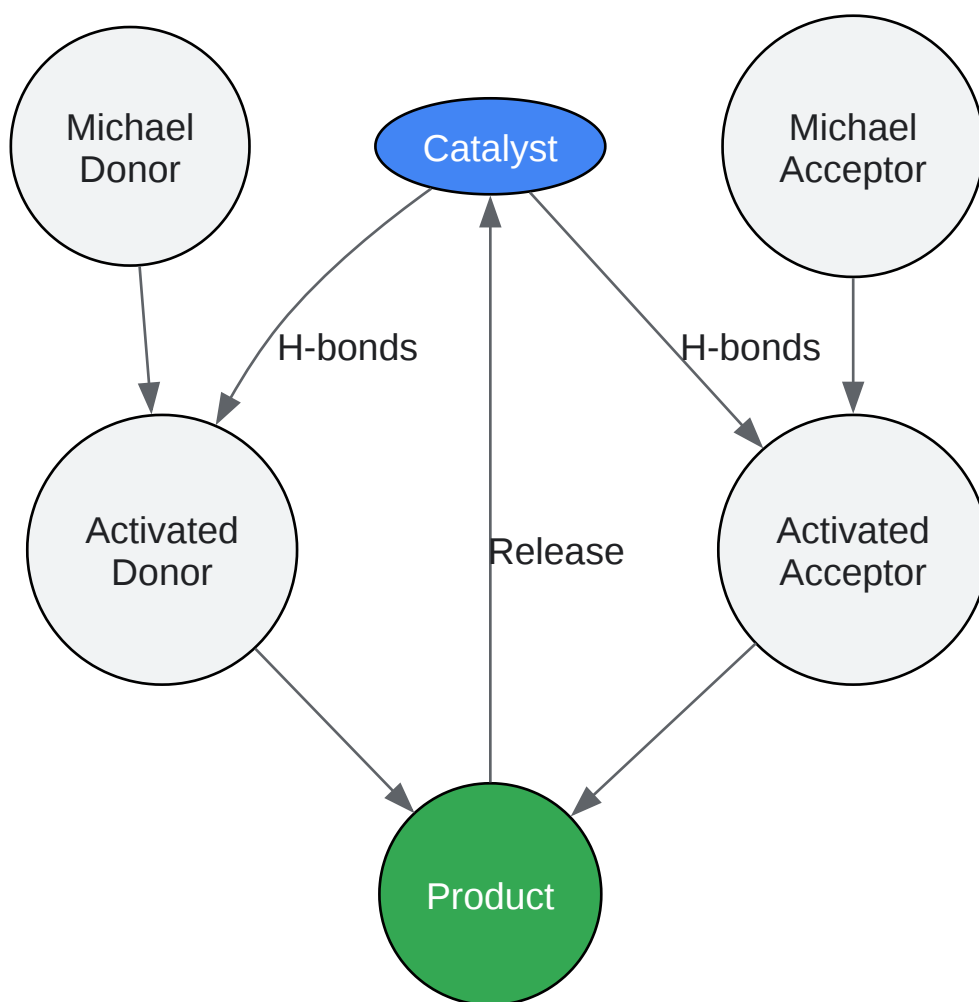 Michael
Donor
Catalyst
Michael
Acceptor
H-bonds
H-bonds
Activated
Donor
Release
Activated
Acceptor
Product